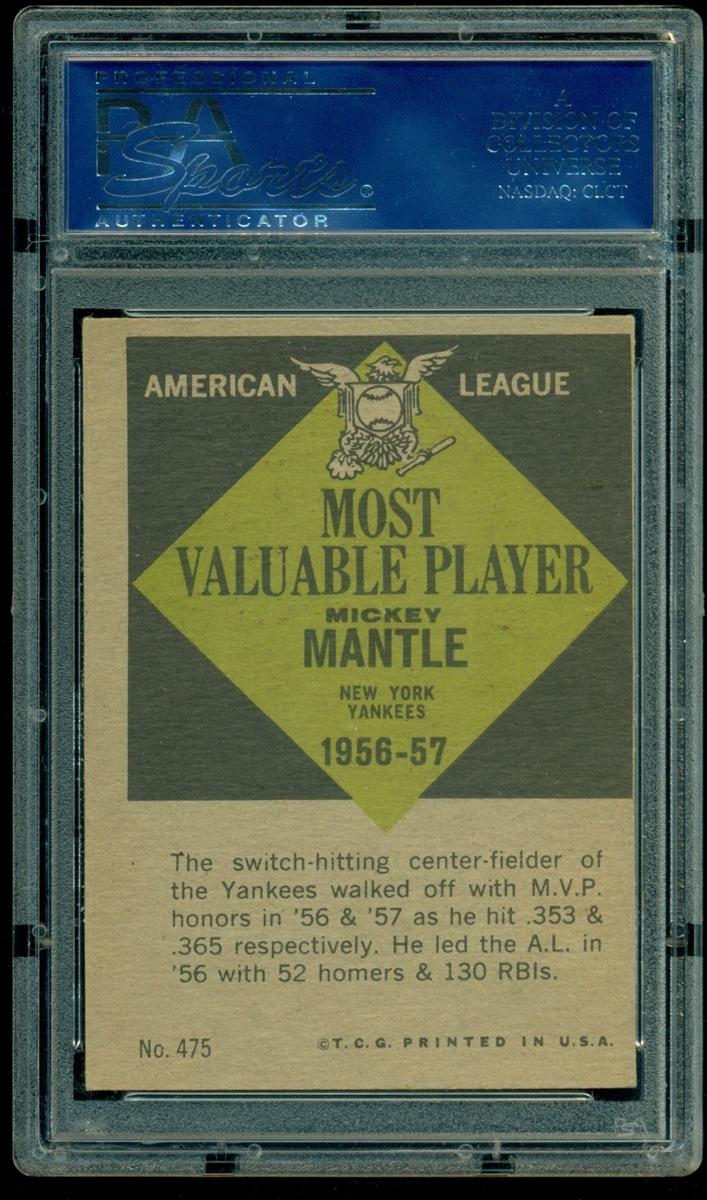 PROFESSIONAL
PSA
Sports®
AUTHENTICATOR
A
DIVISION OF
COLLECTORS
UNIVERSE
NASDAQ: CLCT
AMERICAN LEAGUE
MOST
VALUABLE PLAYER
MICKEY
MANTLE
NEW YORK
YANKEES
1956-57
The switch-hitting center-fielder of
the Yankees walked off with M.V.P.
honors in '56 & '57 as he hit .353 &
.365 respectively. He led the A.L. in
'56 with 52 homers & 130 RBIs.
No. 475 ©T.C.G. PRINTED IN U.S.A.
PSA